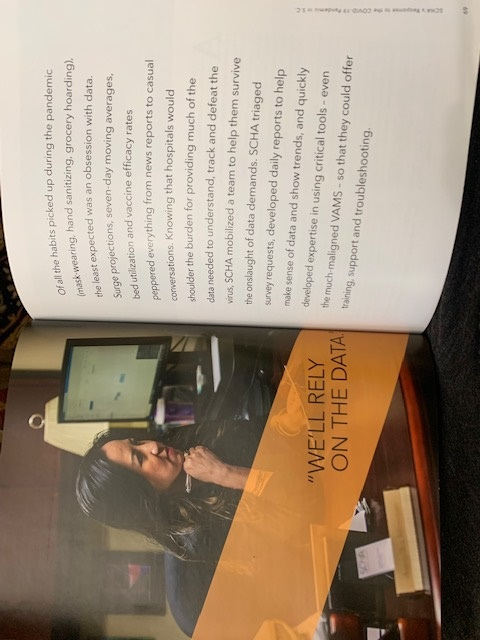 "WE'LL RELY
ON THE DATA
Of all the habits picked up during the pandemic
(mask-wearing, hand sanitizing, grocery hoarding),
the least expected was an obsession with data.
Surge projections, seven-day moving averages,
bed utilization and vaccine efficacy rates
peppered everything from news reports to casual
conversations. Knowing that hospitals would
shoulder the burden for providing much of the
data needed to understand, track and defeat the
virus, SCHA mobilized a team to help them survive
the onslaught of data demands. SCHA triaged
survey requests, developed daily reports to help
make sense of data and show trends, and quickly
developed expertise in using critical tools – even
the much-maligned VAMS – so that they could offer
training, support and troubleshooting.
SCHA's Response to the COVID-19 Pandemic in S.C.
69